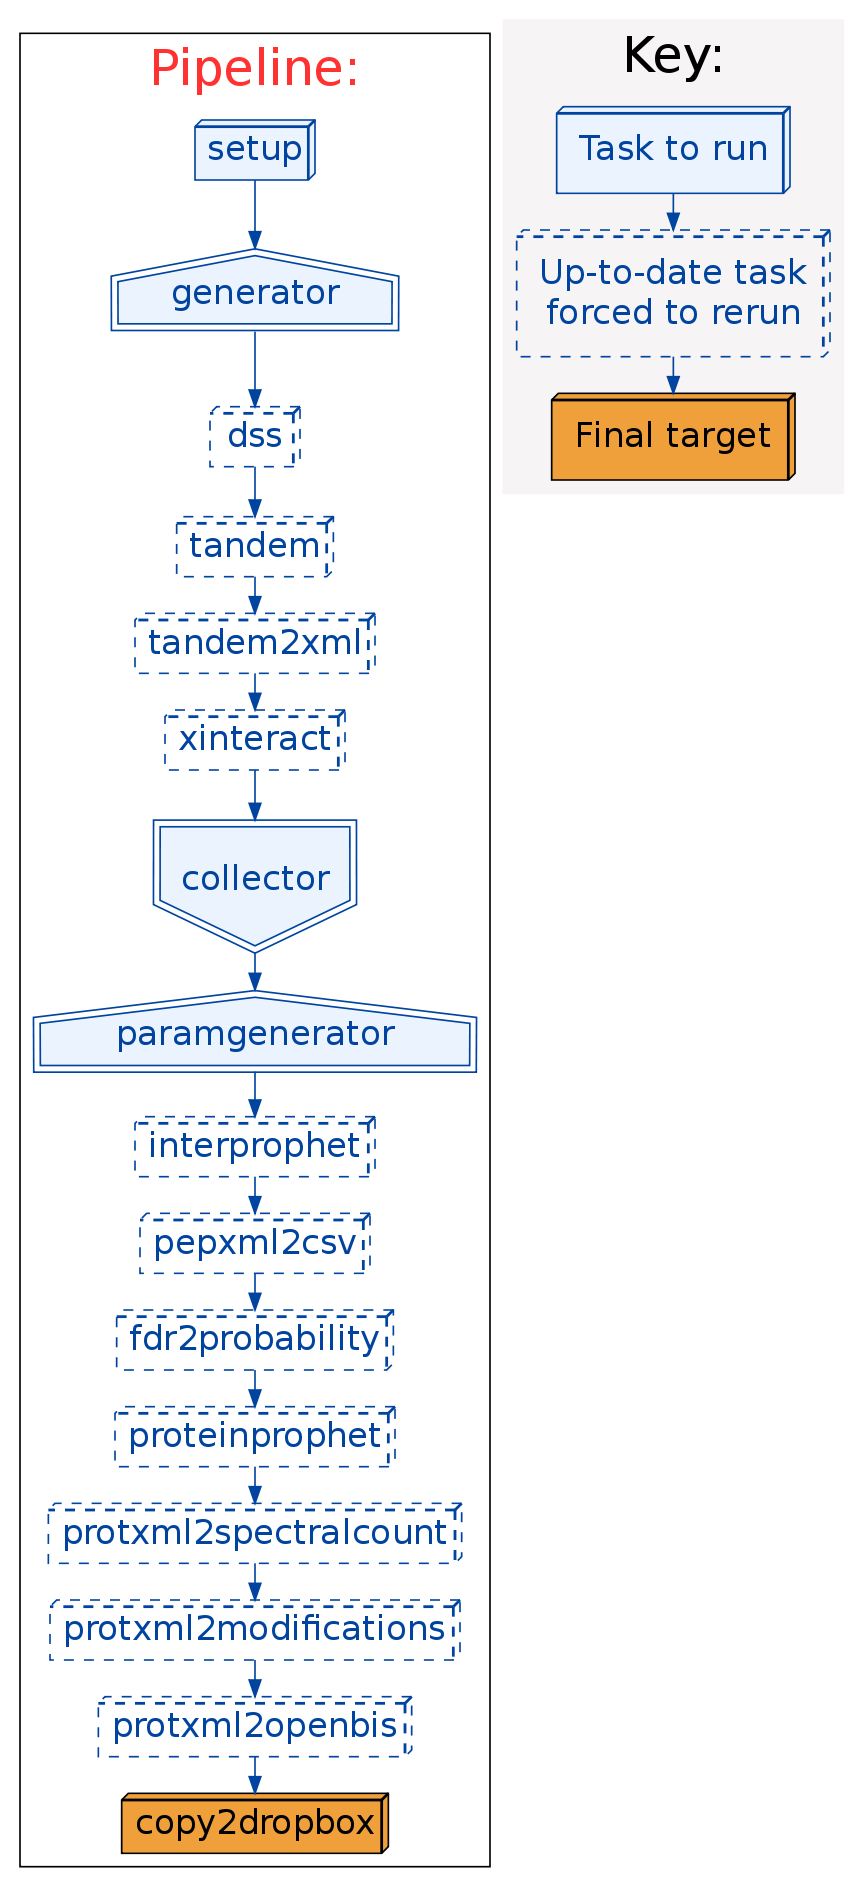 Pipeline:
setup
generator
dss
tandem
tandem2xml
xinteract
collector
paramgenerator
interprophet
pepxml2csv
fdr2probability
proteinprophet
protxml2spectralcount
protxml2modifications
protxml2openbis
copy2dropbox
Key:
Task to run
Up-to-date task
forced to rerun
Final target